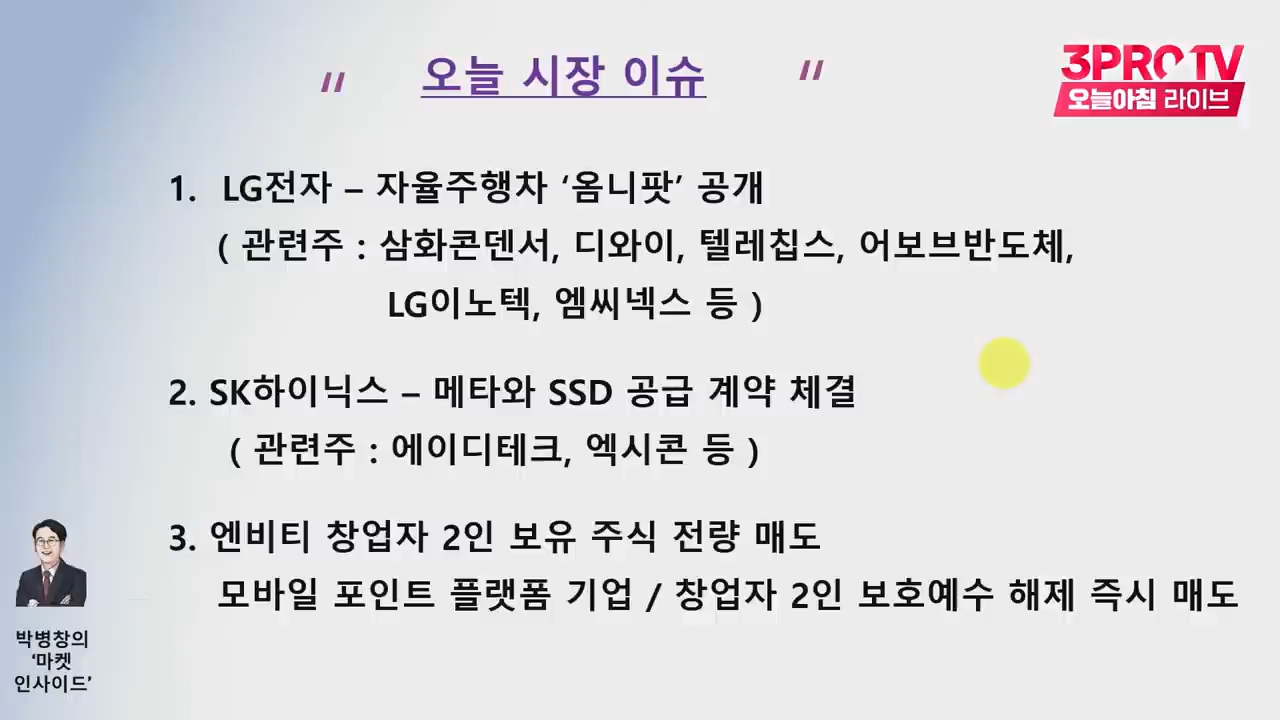 " 오늘 시장 이슈 "
3PROTV
오늘아침 라이브
1. LG전자 – 자율주행차 ‘옴니팟’ 공개
( 관련주 : 삼화콘덴서, 디와이, 텔레칩스, 어보브반도체,
LG이노텍, 엠씨넥스 등 )
2. SK하이닉스 – 메타와 SSD 공급 계약 체결
( 관련주 : 에이디테크, 엑시콘 등 )
3. 엔비티 창업자 2인 보유 주식 전량 매도
모바일 포인트 플랫폼 기업 / 창업자 2인 보호예수 해제 즉시 매도
박병창의
‘마켓
인사이드’